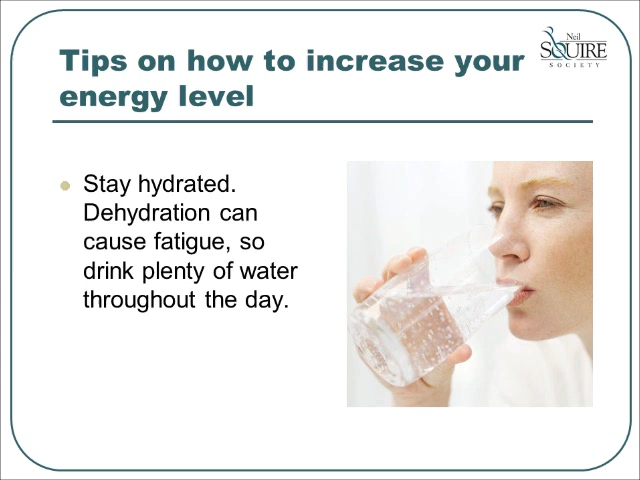 Tips on how to increase your
energy level
Neil
SQUIRE
SOCIETY
Stay hydrated.
Dehydration can
cause fatigue, so
drink plenty of water
throughout the day.